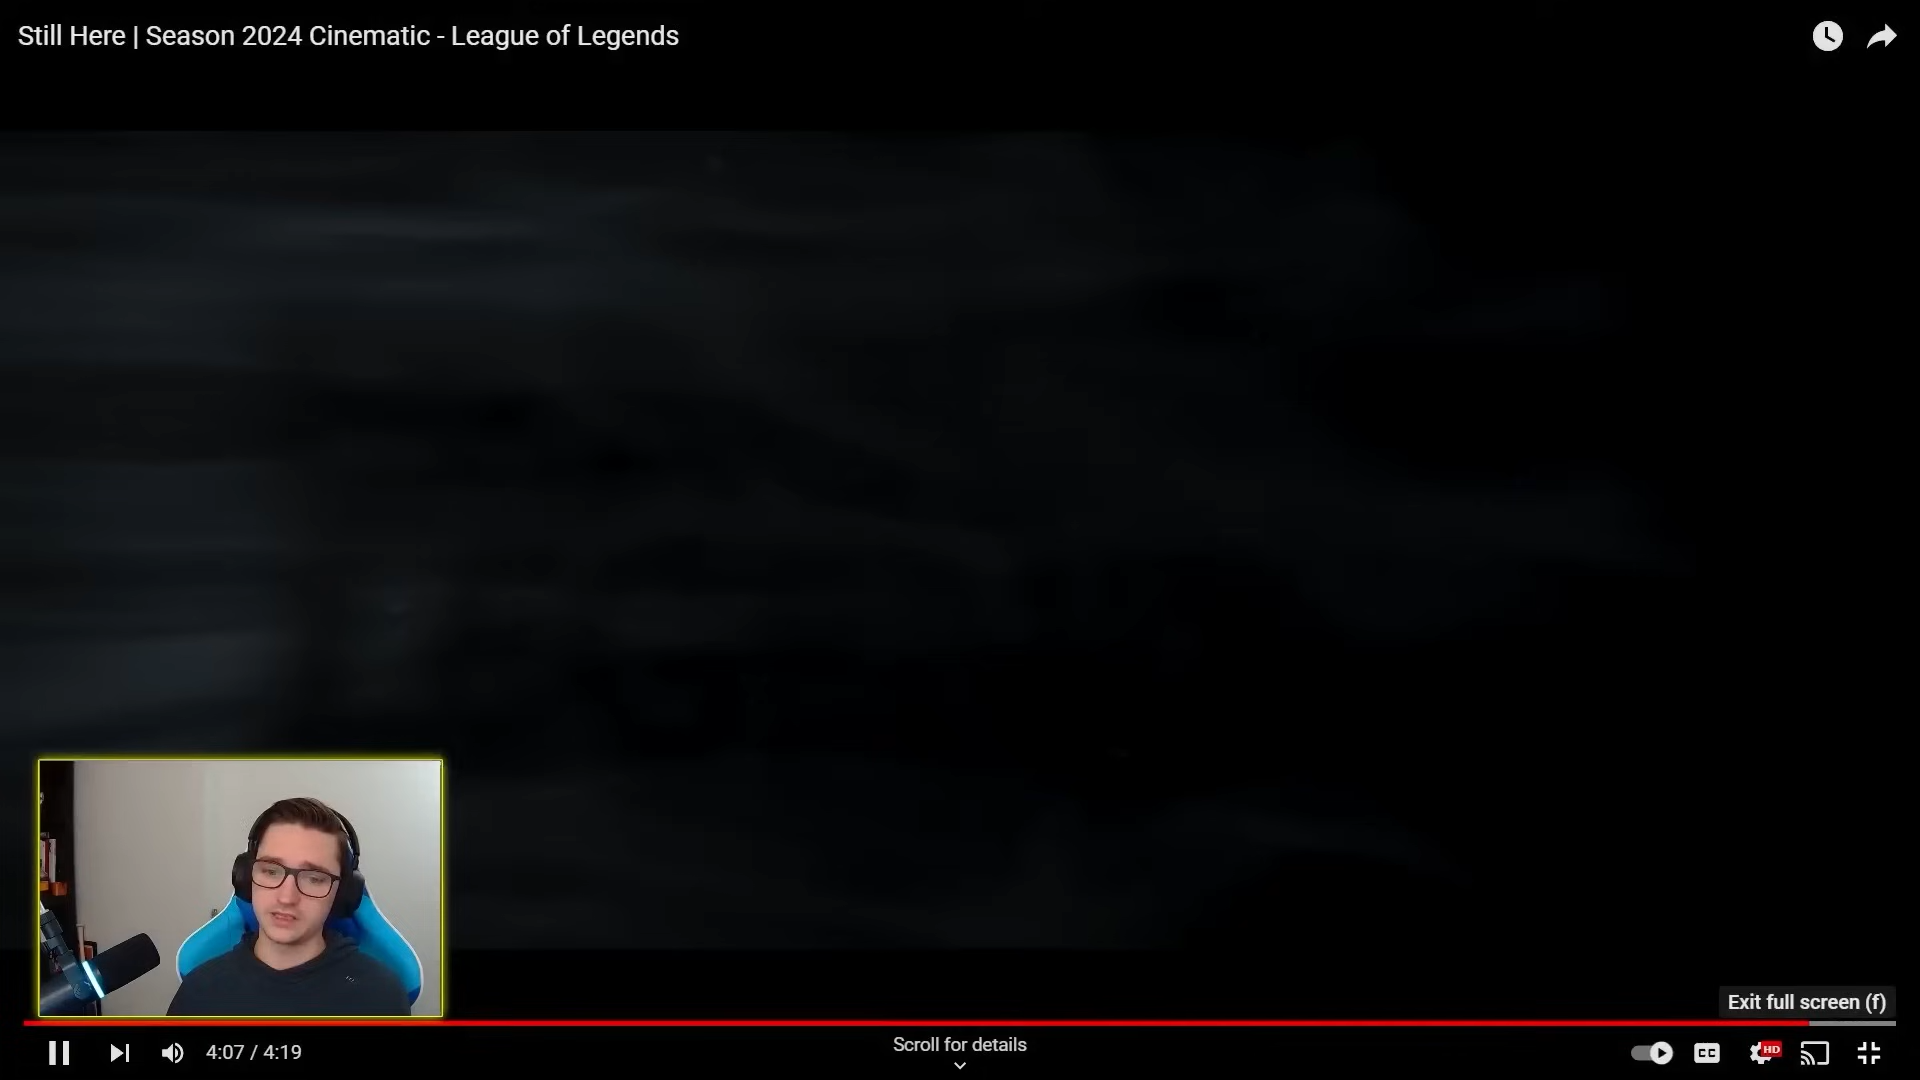 Still Here | Season 2024 Cinematic - League of Legends
Exit full screen (f)
4:07 / 4:19
Scroll for details
CC
HD